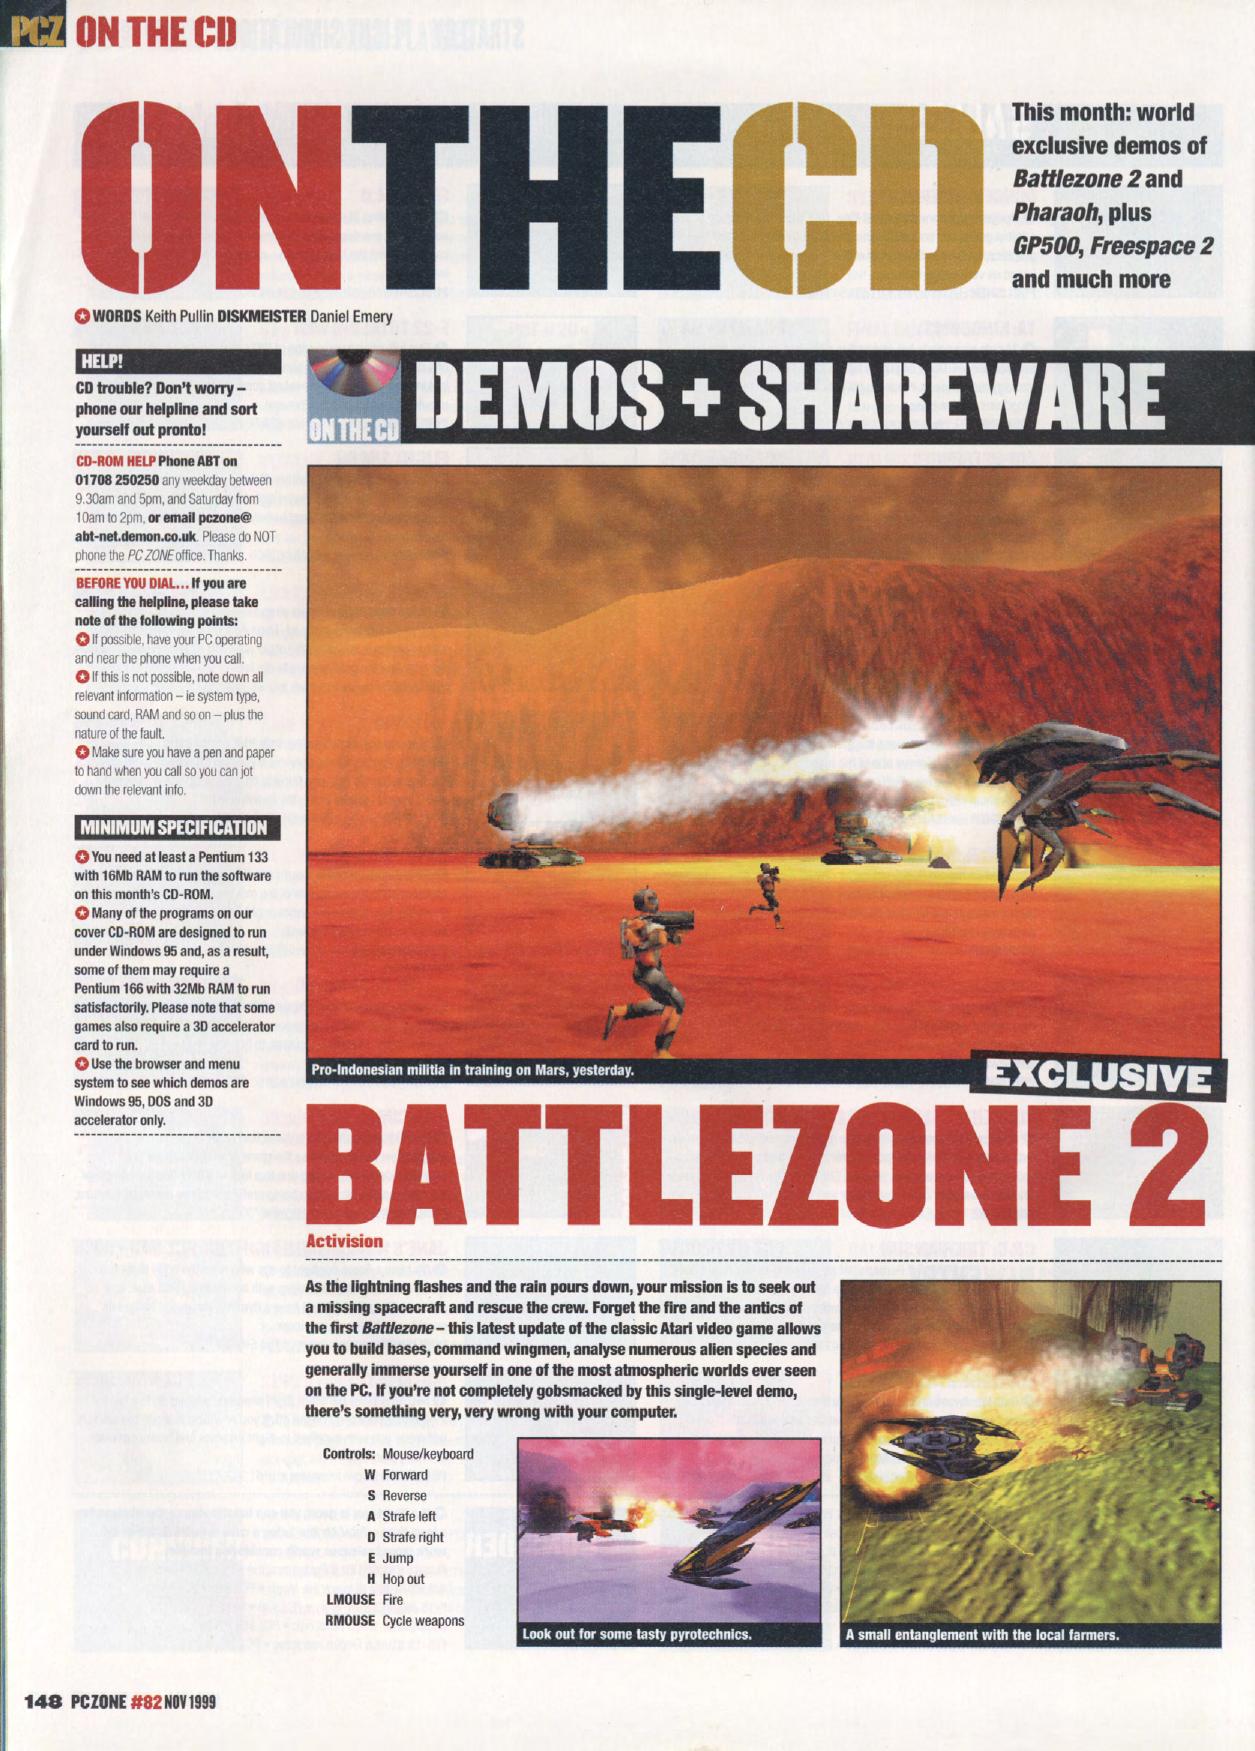 PCZ ON THE CD
ON THE CD
This month: world
exclusive demos of
Battlezone 2 and
Pharaoh, plus
GP500, Freespace 2
and much more
WORDS Keith Pullin DISKMEISTER Daniel Emery
HELP!
CD trouble? Don't worry –
phone our helpline and sort
yourself out pronto!
CD-ROM HELP Phone ABT on
01708 250250 any weekday between
9.30am and 5pm, and Saturday from
10am to 2pm, or email pczone@
abt-net.demon.co.uk. Please do NOT
phone the PC ZONE office. Thanks.
BEFORE YOU DIAL... If you are
calling the helpline, please take
note of the following points:
If possible, have your PC operating
and near the phone when you call.
If this is not possible, note down all
relevant information – ie system type,
sound card, RAM and so on – plus the
nature of the fault.
Make sure you have a pen and paper
to hand when you call so you can jot
down the relevant info.
MINIMUM SPECIFICATION
You need at least a Pentium 133
with 16Mb RAM to run the software
on this month's CD-ROM.
Many of the programs on our
cover CD-ROM are designed to run
under Windows 95 and, as a result,
some of them may require a
Pentium 166 with 32Mb RAM to run
satisfactorily. Please note that some
games also require a 3D accelerator
card to run.
Use the browser and menu
system to see which demos are
Windows 95, DOS and 3D
accelerator only.
ON THE CD
DEMOS + SHAREWARE
Pro-Indonesian militia in training on Mars, yesterday.
EXCLUSIVE
BATTLEZONE 2
Activision
As the lightning flashes and the rain pours down, your mission is to seek out
a missing spacecraft and rescue the crew. Forget the fire and the antics of
the first Battlezone – this latest update of the classic Atari video game allows
you to build bases, command wingmen, analyse numerous alien species and
generally immerse yourself in one of the most atmospheric worlds ever seen
on the PC. If you're not completely gobsmacked by this single-level demo,
there's something very, very wrong with your computer.
Controls: Mouse/keyboard
W Forward
S Reverse
A Strafe left
D Strafe right
E Jump
H Hop out
LMOUSE Fire
RMOUSE Cycle weapons
Look out for some tasty pyrotechnics.
A small entanglement with the local farmers.
148 PC ZONE #82 NOV 1999